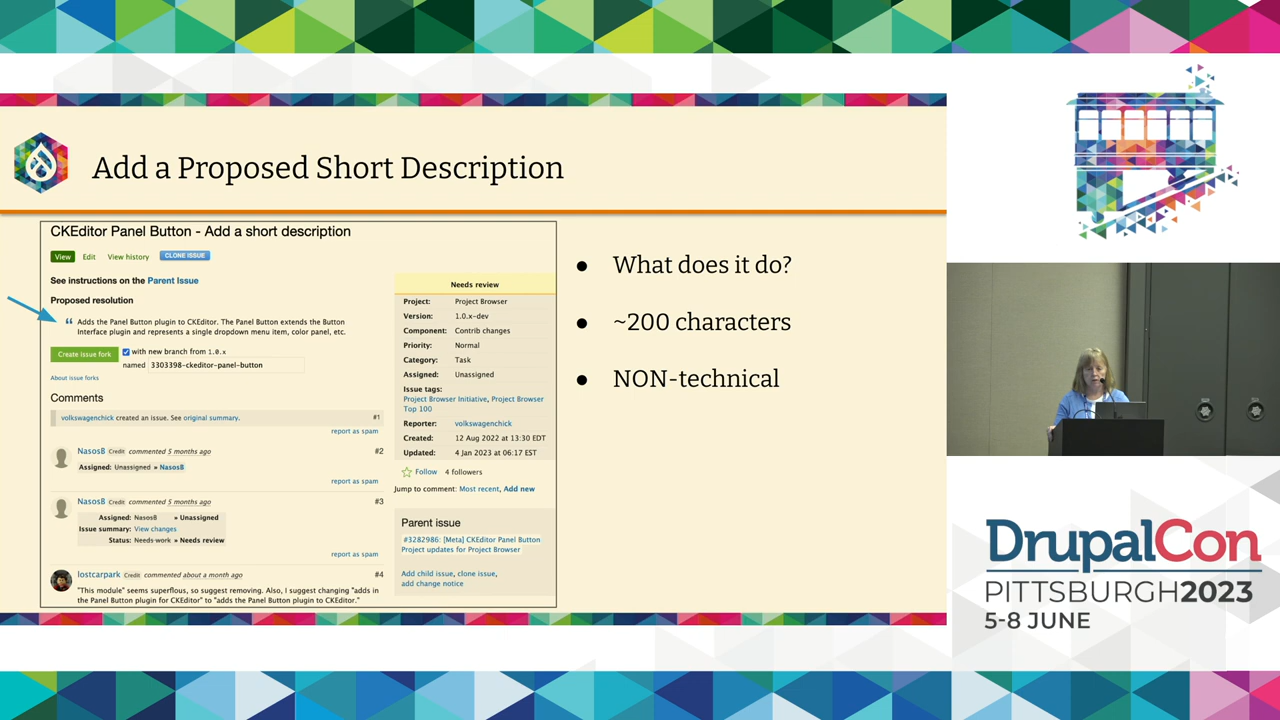 Add a Proposed Short Description
CKEditor Panel Button - Add a short description
View Edit View history CLONE ISSUE
See instructions on the Parent Issue
Proposed resolution
“ Adds the Panel Button plugin to CKEditor. The Panel Button extends the Button
Interface plugin and represents a single dropdown menu item, color panel, etc.
Create issue fork with new branch from 1.0.x
named 3303398-ckeditor-panel-button
About issue forks
Comments
volkswagenchick created an issue. See original summary. #1
report as spam
NasosB Credit commented 5 months ago #2
Assigned: Unassigned » NasosB
report as spam
NasosB Credit commented 5 months ago #3
Assigned: NasosB » Unassigned
Issue summary: View changes
Status: Needs work » Needs review
report as spam
lostcarpark Credit commented about a month ago #4
"This module" seems superflous, so suggest removing. Also, I suggest changing "adds in
the Panel Button plugin for CKEditor" to "adds the Panel Button plugin to CKEditor."
Needs review
Project: Project Browser
Version: 1.0.x-dev
Component: Contrib changes
Priority: Normal
Category: Task
Assigned: Unassigned
Issue tags:
Project Browser Initiative, Project Browser
Top 100
Reporter: volkswagenchick
Created: 12 Aug 2022 at 13:30 EDT
Updated: 4 Jan 2023 at 06:17 EST
Follow 4 followers
Jump to comment: Most recent, Add new
Parent issue
#3282986: [Meta] CKEditor Panel Button
Project updates for Project Browser
Add child issue, clone issue,
add change notice
● What does it do?
● ~200 characters
● NON-technical
DrupalCon
PITTSBURGH2023
5-8 JUNE